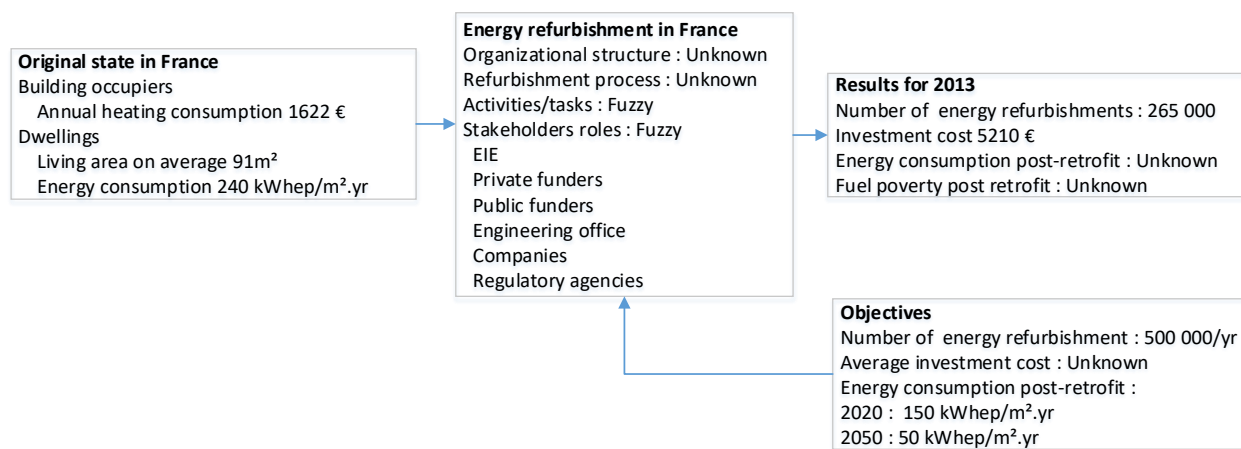 Original state in France
Building occupiers
Annual heating consumption 1622 €
Dwellings
Living area on average 91m²
Energy consumption 240 kWhep/m².yr
Energy refurbishment in France
Organizational structure : Unknown
Refurbishment process : Unknown
Activities/tasks : Fuzzy
Stakeholders roles : Fuzzy
EIE
Private funders
Public funders
Engineering office
Companies
Regulatory agencies
Results for 2013
Number of energy refurbishments : 265 000
Investment cost 5210 €
Energy consumption post-retrofit : Unknown
Fuel poverty post retrofit : Unknown
Objectives
Number of energy refurbishment : 500 000/yr
Average investment cost : Unknown
Energy consumption post-retrofit :
2020 : 150 kWhep/m².yr
2050 : 50 kWhep/m².yr